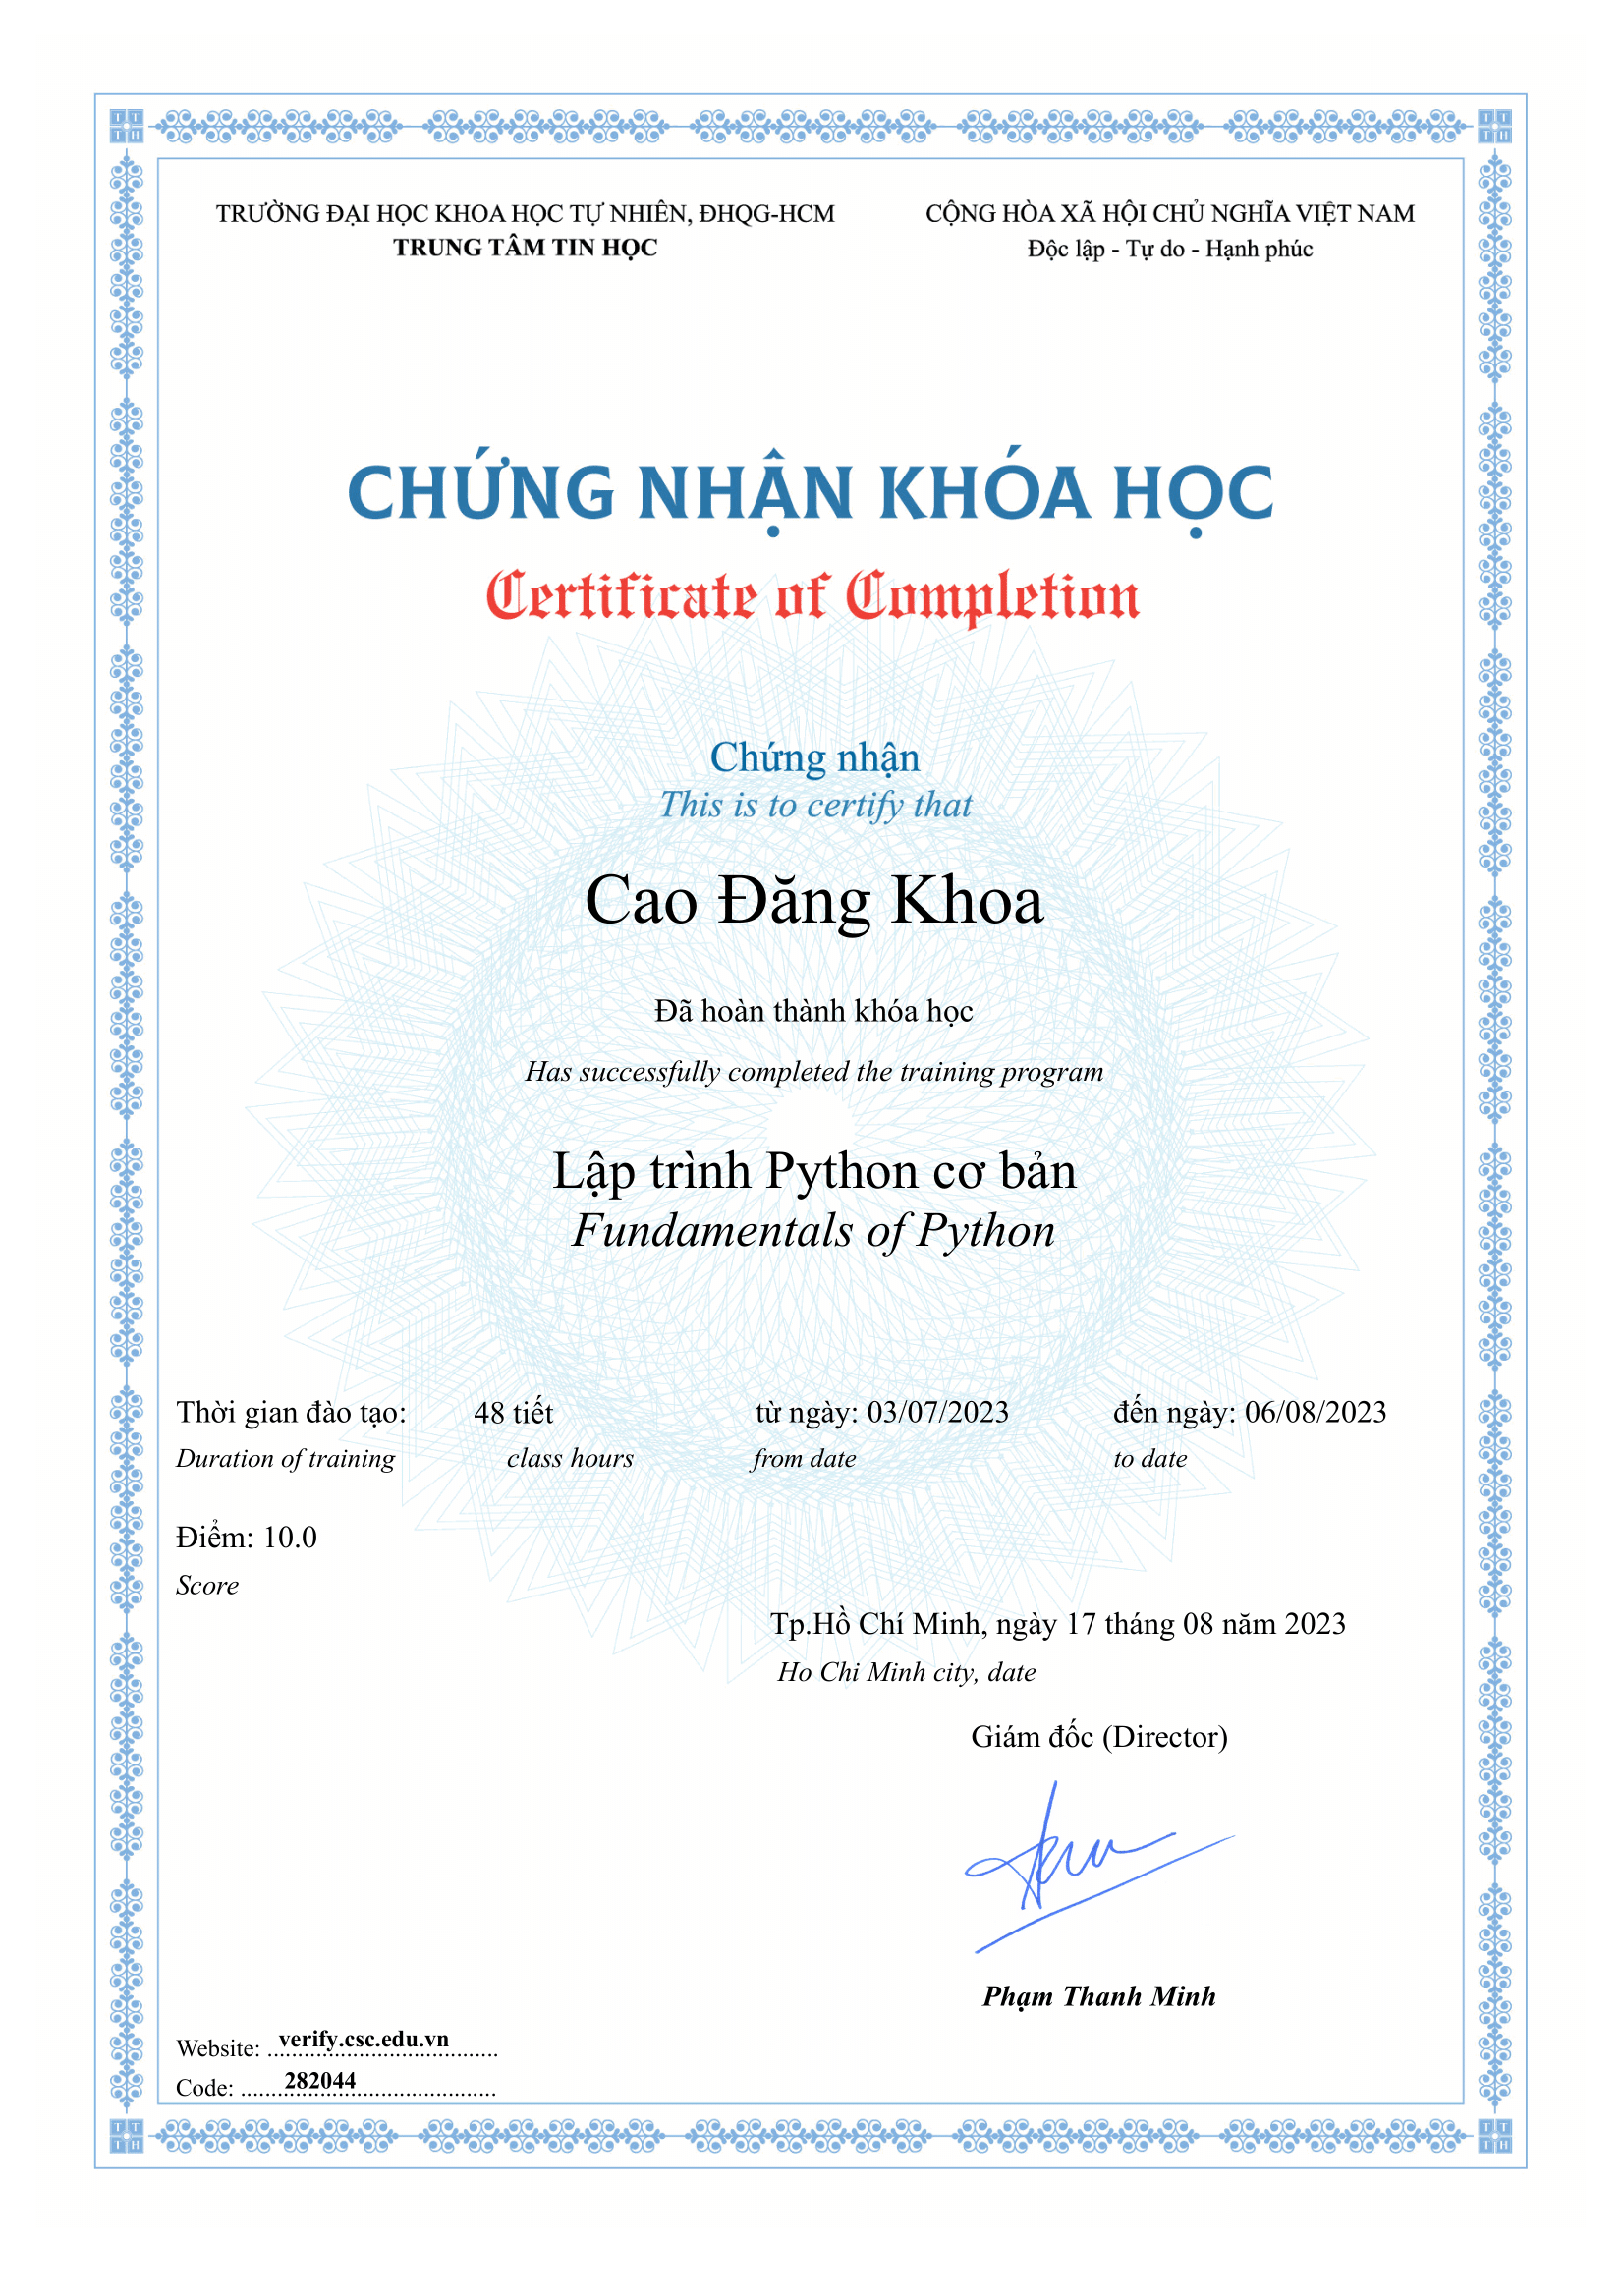 TRƯỜNG ĐẠI HỌC KHOA HỌC TỰ NHIÊN, ĐHQG-HCM
TRUNG TÂM TIN HỌC
CỘNG HÒA XÃ HỘI CHỦ NGHĨA VIỆT NAM
Độc lập - Tự do - Hạnh phúc
CHỨNG NHẬN KHÓA HỌC
Certificate of Completion
Chứng nhận
This is to certify that
Cao Đăng Khoa
Đã hoàn thành khóa học
Has successfully completed the training program
Lập trình Python cơ bản
Fundamentals of Python
Thời gian đào tạo: 48 tiết từ ngày: 03/07/2023 đến ngày: 06/08/2023
Duration of training class hours from date to date
Điểm: 10.0
Score
Tp.Hồ Chí Minh, ngày 17 tháng 08 năm 2023
Ho Chi Minh city, date
Giám đốc (Director)
Phạm Thanh Minh
Website: verify.csc.edu.vn
Code: 282044